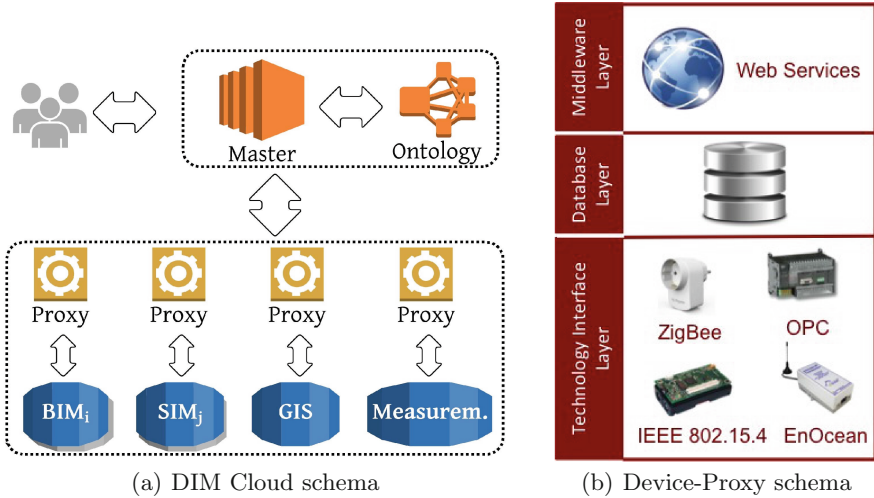 Master
Ontology
Proxy
Proxy
Proxy
Proxy
BIMi
SIMj
GIS
Measurem.
(a) DIM Cloud schema
Middleware
Layer
Web Services
Database
Layer
Technology Interface
Layer
ZigBee
OPC
IEEE 802.15.4
EnOcean
(b) Device-Proxy schema